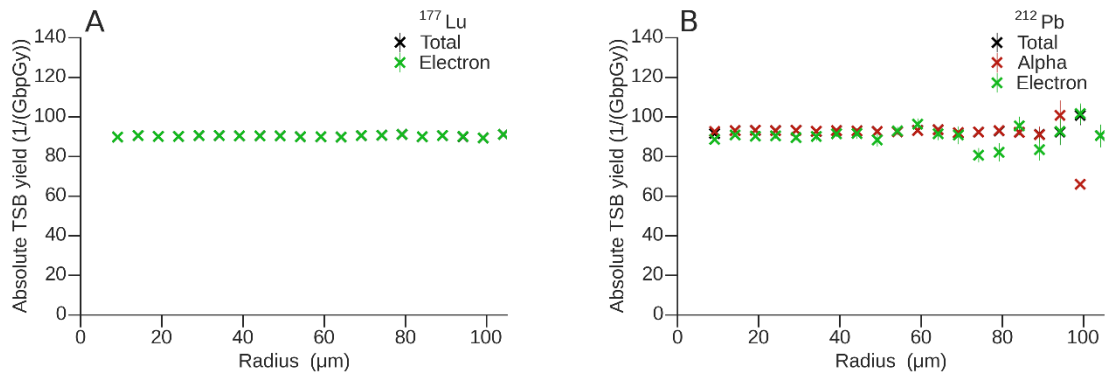 A
177Lu
Total
Electron
Absolute TSB yield (1/(GbpGy))
140
120
100
80
60
40
20
0
0 20 40 60 80 100
Radius (µm)
B
212Pb
Total
Alpha
Electron
Absolute TSB yield (1/(GbpGy))
140
120
100
80
60
40
20
0
0 20 40 60 80 100
Radius (µm)